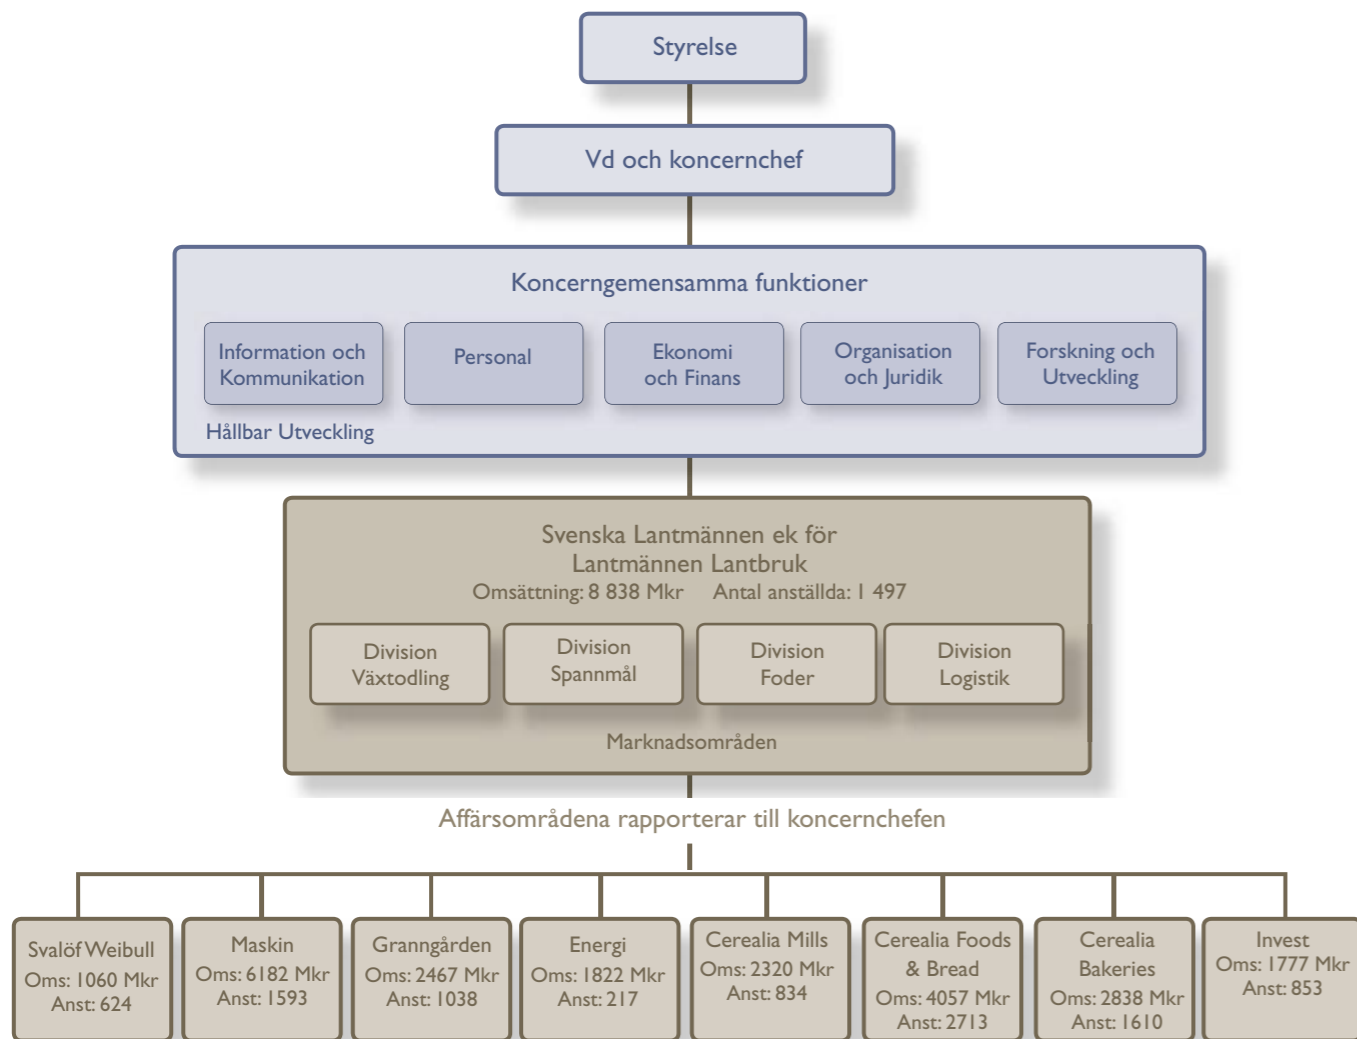 Styrelse
Vd och koncernchef
Koncerngemensamma funktioner
Information och
Kommunikation
Personal
Ekonomi
och Finans
Organisation
och Juridik
Forskning och
Utveckling
Hållbar Utveckling
Svenska Lantmännen ek för
Lantmännen Lantbruk
Omsättning: 8 838 Mkr Antal anställda: 1 497
Division
Växtodling
Division
Spannmål
Division
Foder
Division
Logistik
Marknadsområden
Affärsområdena rapporterar till koncernchefen
Svalöf Weibull
Oms: 1060 Mkr
Anst: 624
Maskin
Oms: 6182 Mkr
Anst: 1593
Granngården
Oms: 2467 Mkr
Anst: 1038
Energi
Oms: 1822 Mkr
Anst: 217
Cerealia Mills
Oms: 2320 Mkr
Anst: 834
Cerealia Foods
& Bread
Oms: 4057 Mkr
Anst: 2713
Cerealia
Bakeries
Oms: 2838 Mkr
Anst: 1610
Invest
Oms: 1777 Mkr
Anst: 853